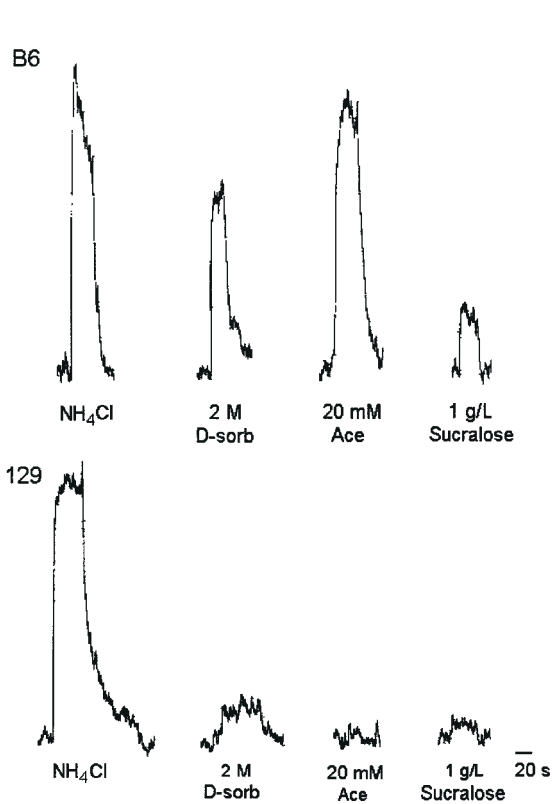 B6
NH₄Cl
2 M
D-sorb
20 mM
Ace
1 g/L
Sucralose
129
NH₄Cl
2 M
D-sorb
20 mM
Ace
1 g/L
Sucralose
20 s